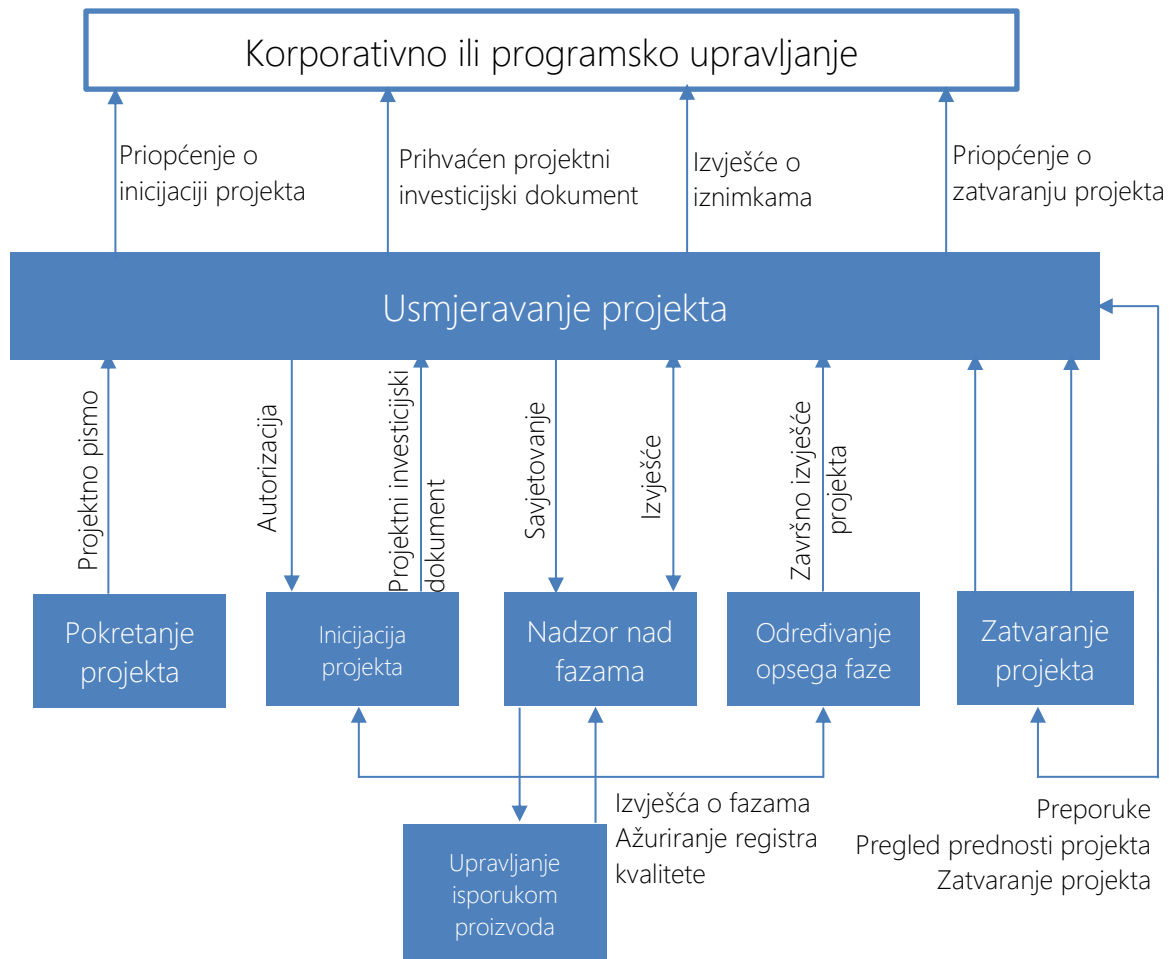 Korporativno ili programsko upravljanje
Priopćenje o
inicijaciji projekta
Prihvaćen projektni
investicijski dokument
Izvješće o
iznimkama
Priopćenje o
zatvaranju projekta
Usmjeravanje projekta
Projektno pismo
Autorizacija
Projektni investicijski
dokument
Savjetovanje
Izvješće
Završno izvješće
projekta
Pokretanje
projekta
Inicijacija
projekta
Nadzor nad
fazama
Određivanje
opsega faze
Zatvaranje
projekta
Izvješća o fazama
Ažuriranje registra
kvalitete
Preporuke
Pregled prednosti projekta
Zatvaranje projekta
Upravljanje
isporukom
proizvoda